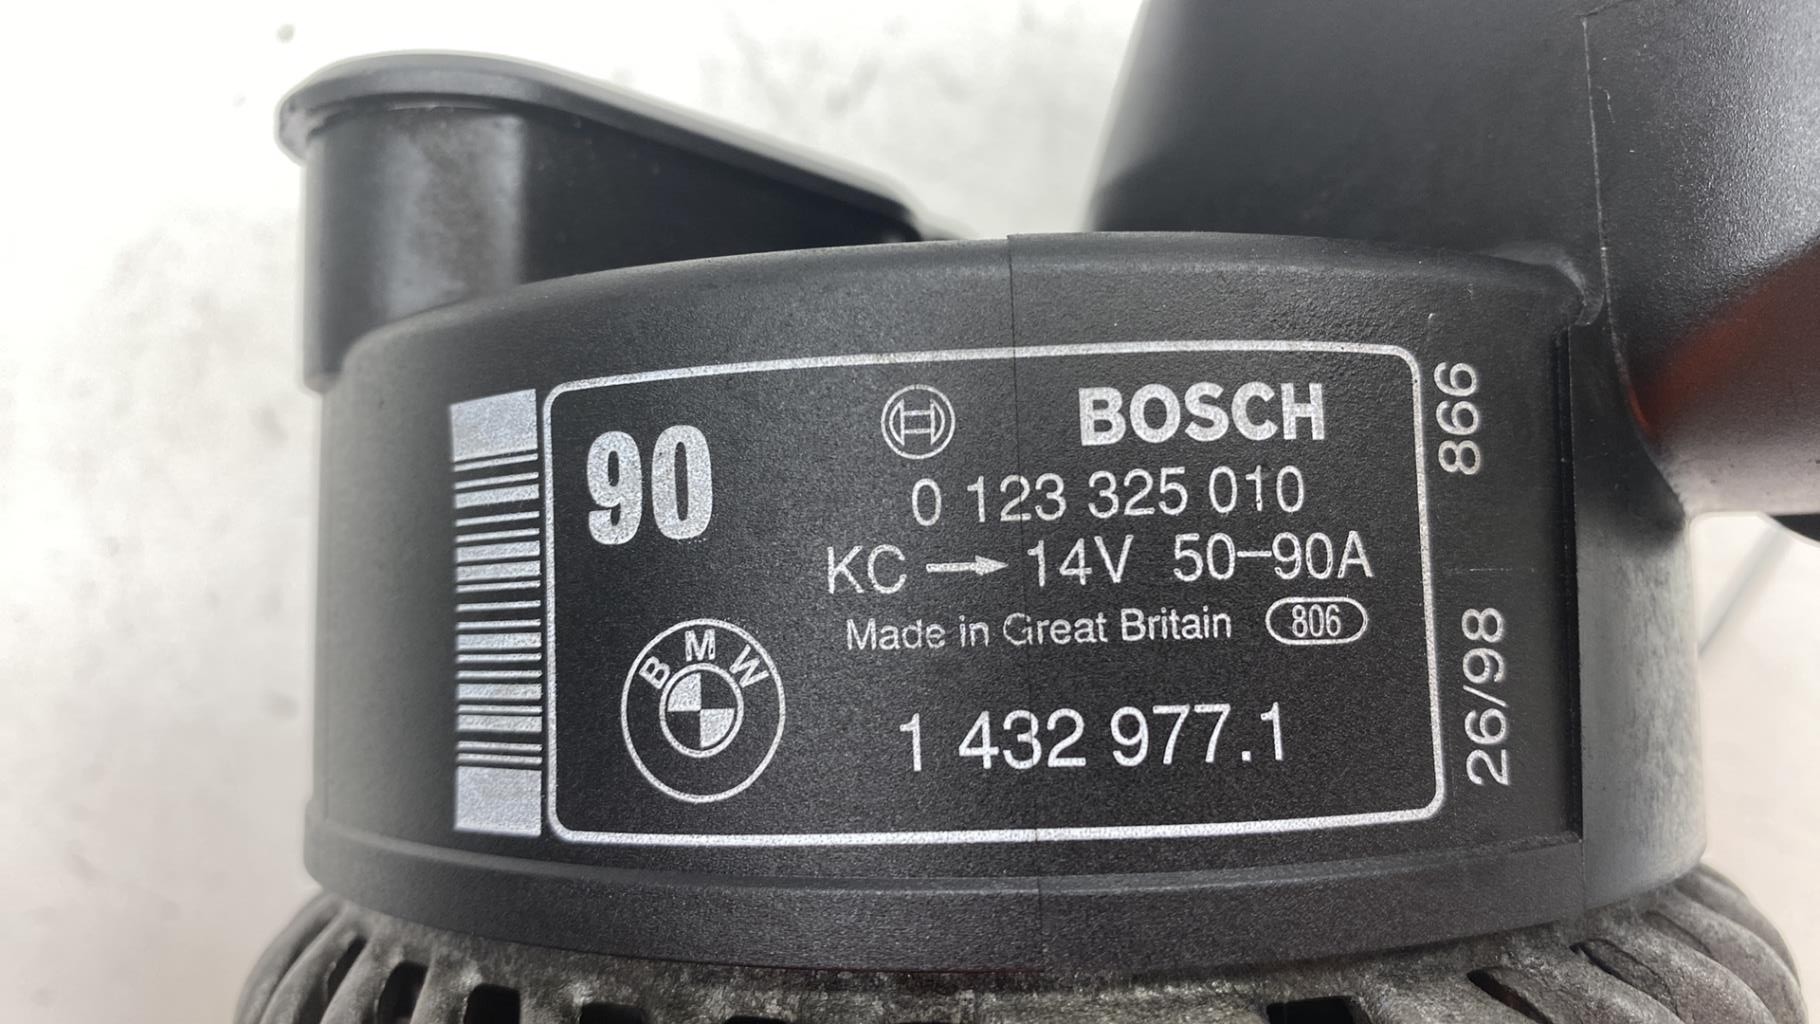 90
BOSCH
0 123 325 010
KC → 14V 50-90A
Made in Great Britain 806
BMW
1 432 977.1
866
26/98